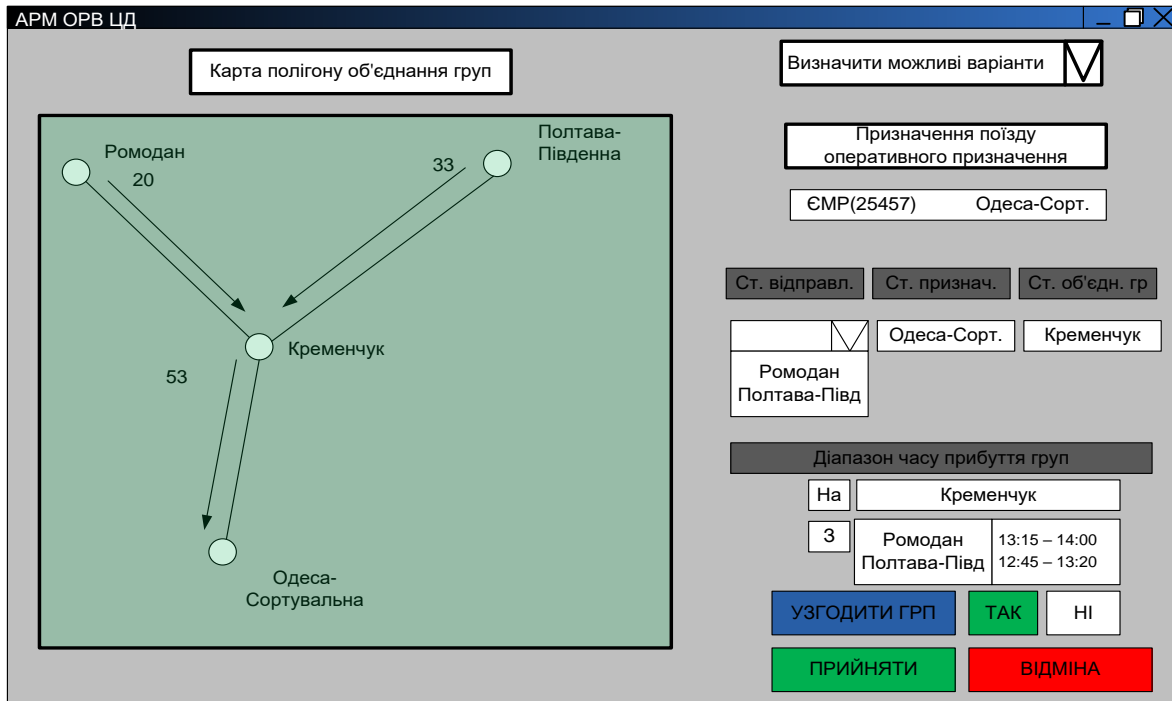 АРМ ОРВ ЦД
Карта полігону об'єднання груп
Ромодан
20
Полтава-
Південна
33
Кременчук
53
Одеса-
Сортувальна
Визначити можливі варіанти
Призначення поїзду
оперативного призначення
ЄМР(25457) Одеса-Сорт.
Ст. відправл. Ст. признач. Ст. об'єдн. гр
Одеса-Сорт. Кременчук
Ромодан
Полтава-Півд
Діапазон часу прибуття груп
На Кременчук
З
Ромодан 13:15 – 14:00
Полтава-Півд 12:45 – 13:20
УЗГОДИТИ ГРП ТАК НІ
ПРИЙНЯТИ ВІДМІНА